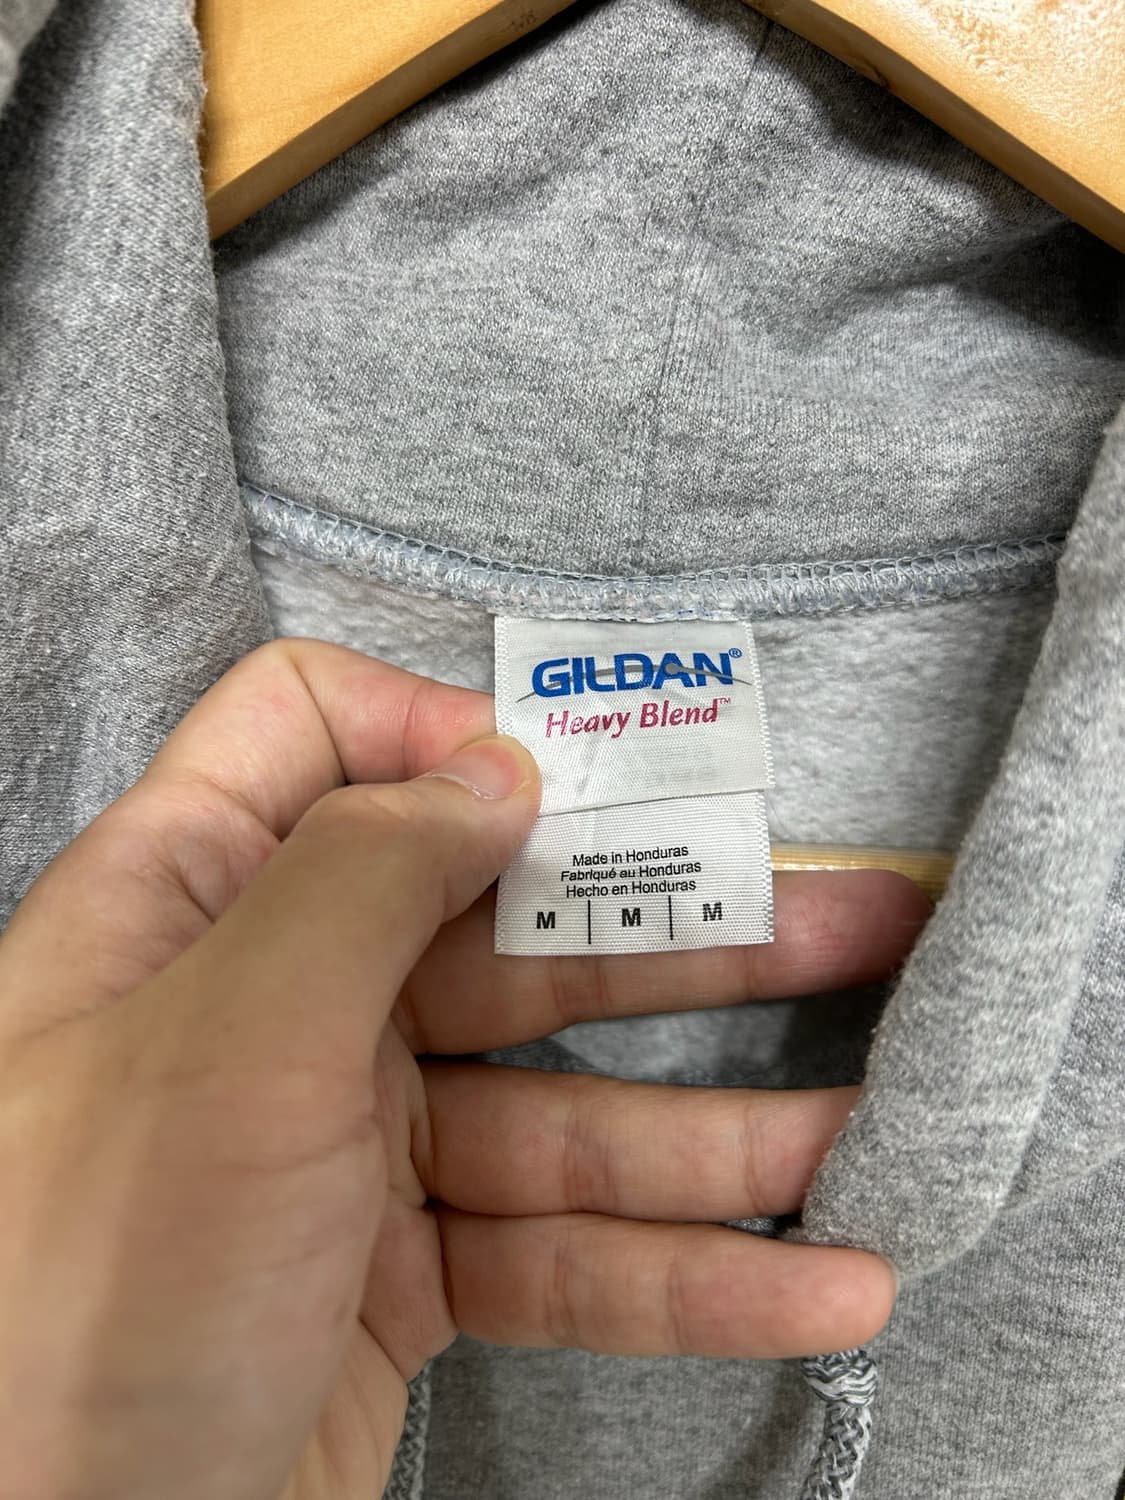 GILDAN®
Heavy Blend™
Made in Honduras
Fabriqué au Honduras
Hecho en Honduras
M | M | M